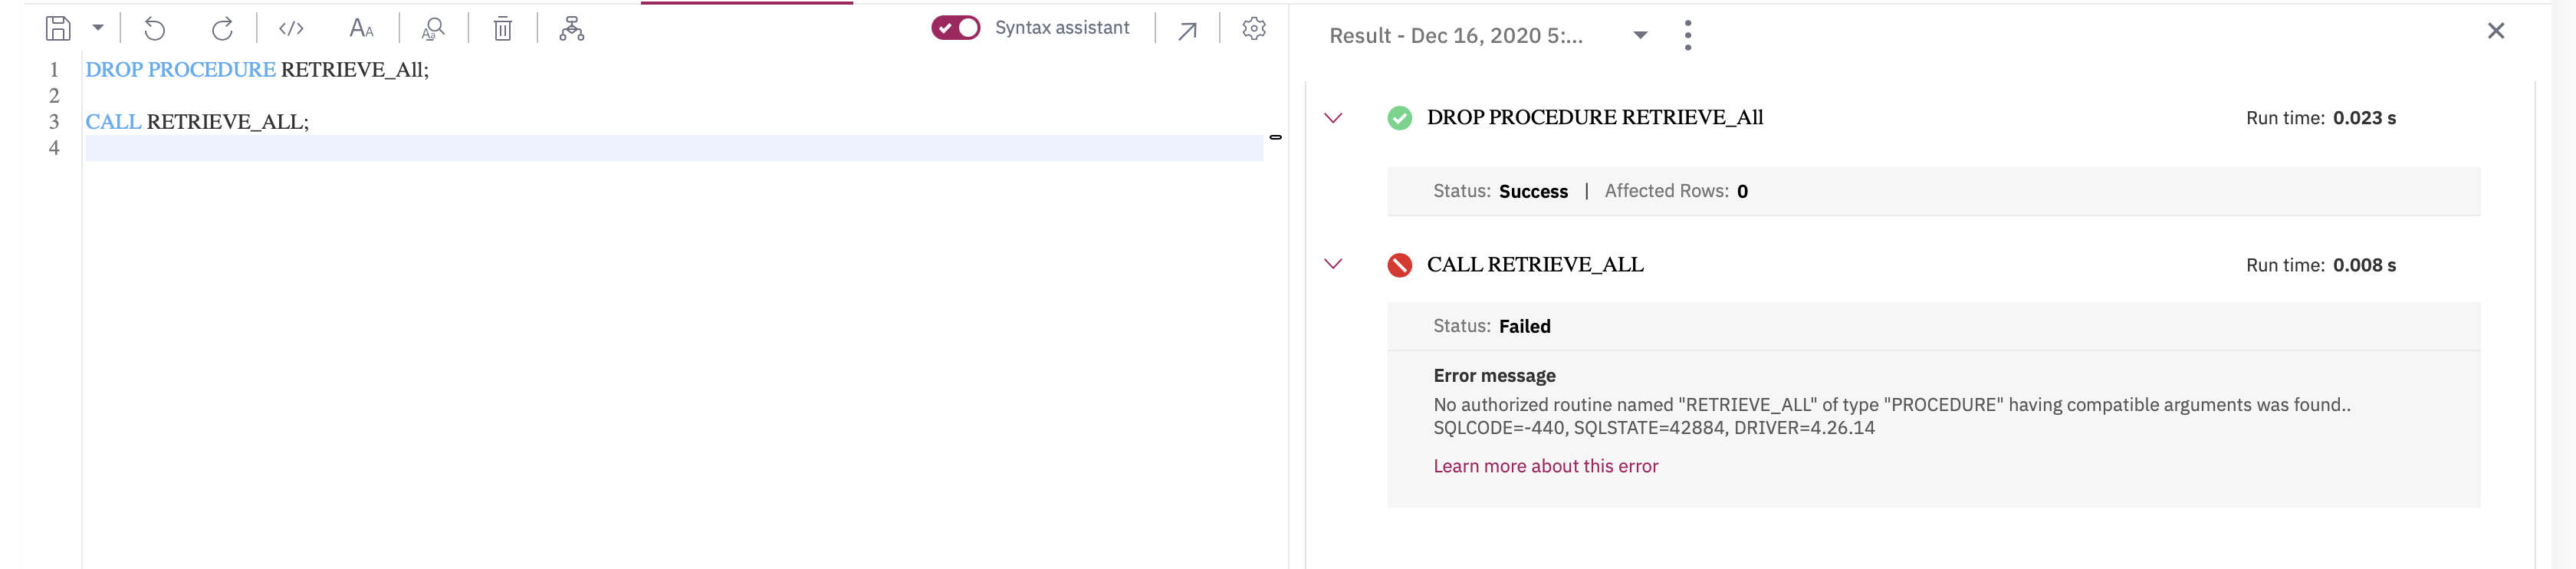 Syntax assistant
1 DROP PROCEDURE RETRIEVE_All;
2
3 CALL RETRIEVE_ALL;
4
Result - Dec 16, 2020 5:...
DROP PROCEDURE RETRIEVE_All Run time: 0.023 s
Status: Success | Affected Rows: 0
CALL RETRIEVE_ALL Run time: 0.008 s
Status: Failed
Error message
No authorized routine named "RETRIEVE_ALL" of type "PROCEDURE" having compatible arguments was found..
SQLCODE=-440, SQLSTATE=42884, DRIVER=4.26.14
Learn more about this error